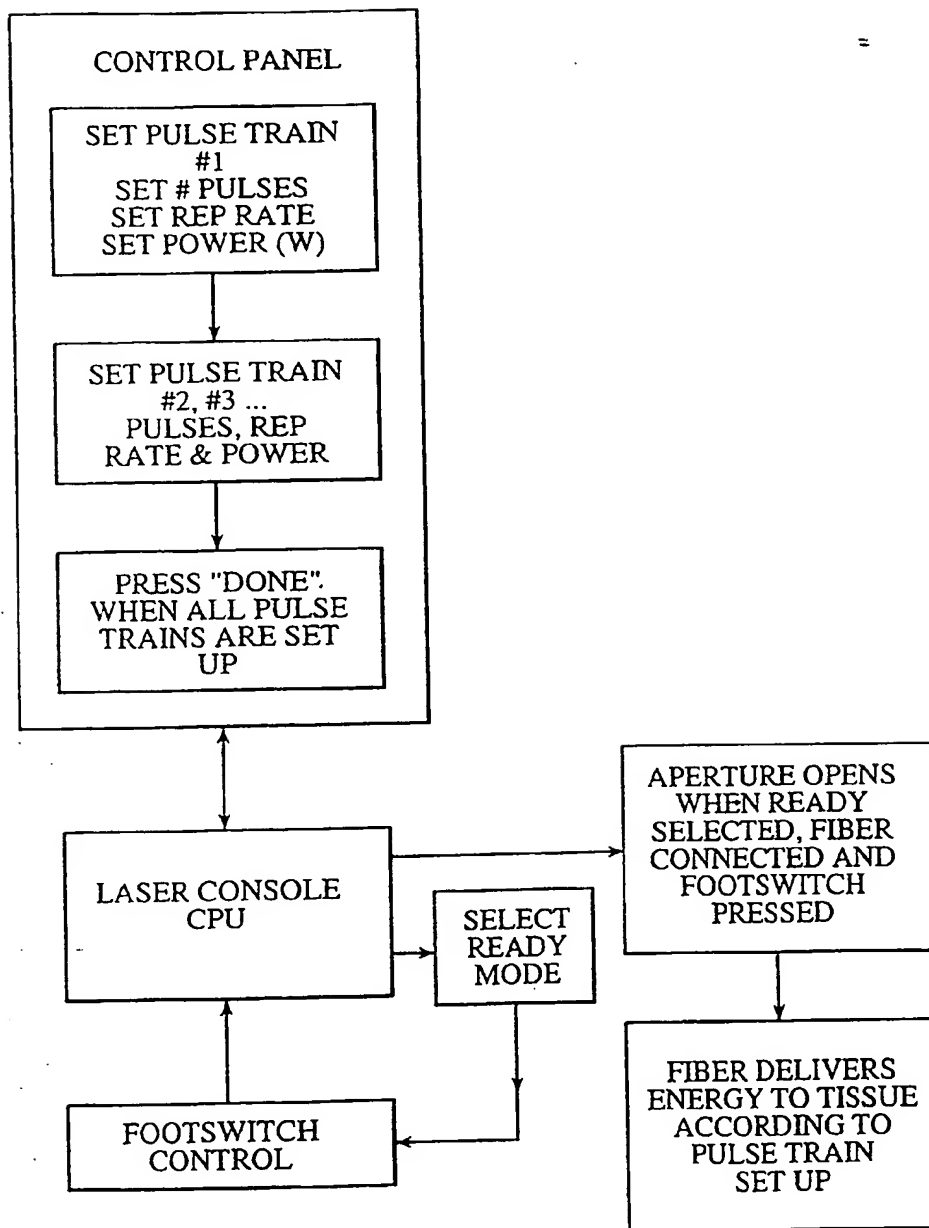 CONTROL PANEL
SET PULSE TRAIN
#1
SET # PULSES
SET REP RATE
SET POWER (W)
SET PULSE TRAIN
#2, #3 ...
PULSES, REP
RATE & POWER
PRESS "DONE".
WHEN ALL PULSE
TRAINS ARE SET
UP
LASER CONSOLE
CPU
SELECT
READY
MODE
FOOTSWITCH
CONTROL
APERTURE OPENS
WHEN READY
SELECTED, FIBER
CONNECTED AND
FOOTSWITCH
PRESSED
FIBER DELIVERS
ENERGY TO TISSUE
ACCORDING TO
PULSE TRAIN
SET UP